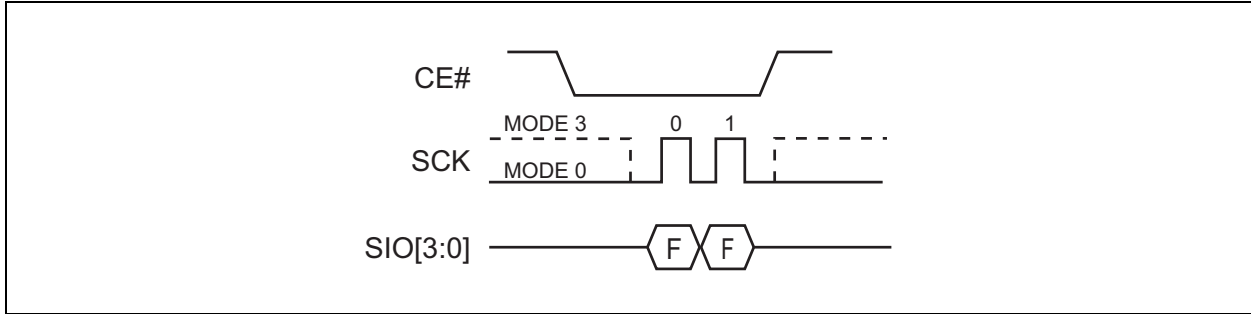 CE#
MODE 3 0 1
SCK
MODE 0
SIO[3:0] F F